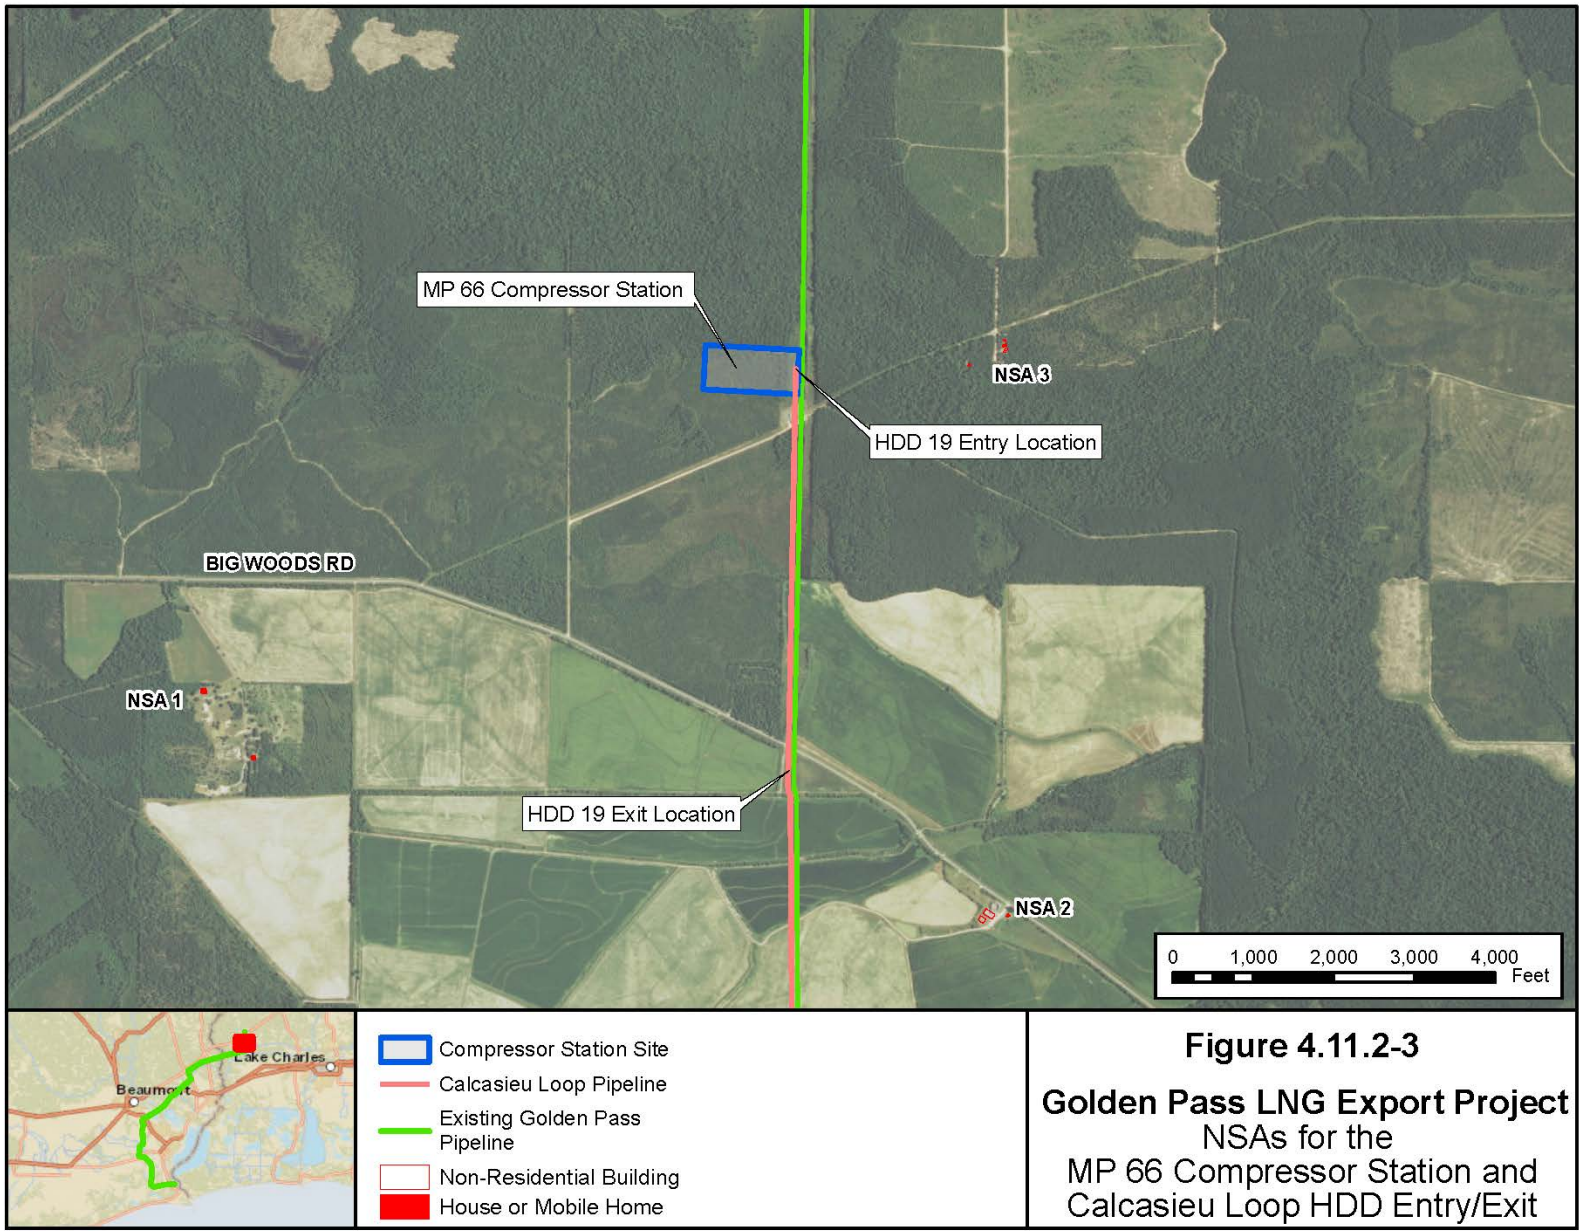 MP 66 Compressor Station
HDD 19 Entry Location
NSA 3
BIG WOODS RD
NSA 1
HDD 19 Exit Location
NSA 2
0 1,000 2,000 3,000 4,000
Feet
Lake Charles
Beaumont
Compressor Station Site
Calcasieu Loop Pipeline
Existing Golden Pass
Pipeline
Non-Residential Building
House or Mobile Home
Figure 4.11.2-3
Golden Pass LNG Export Project
NSAs for the
MP 66 Compressor Station and
Calcasieu Loop HDD Entry/Exit